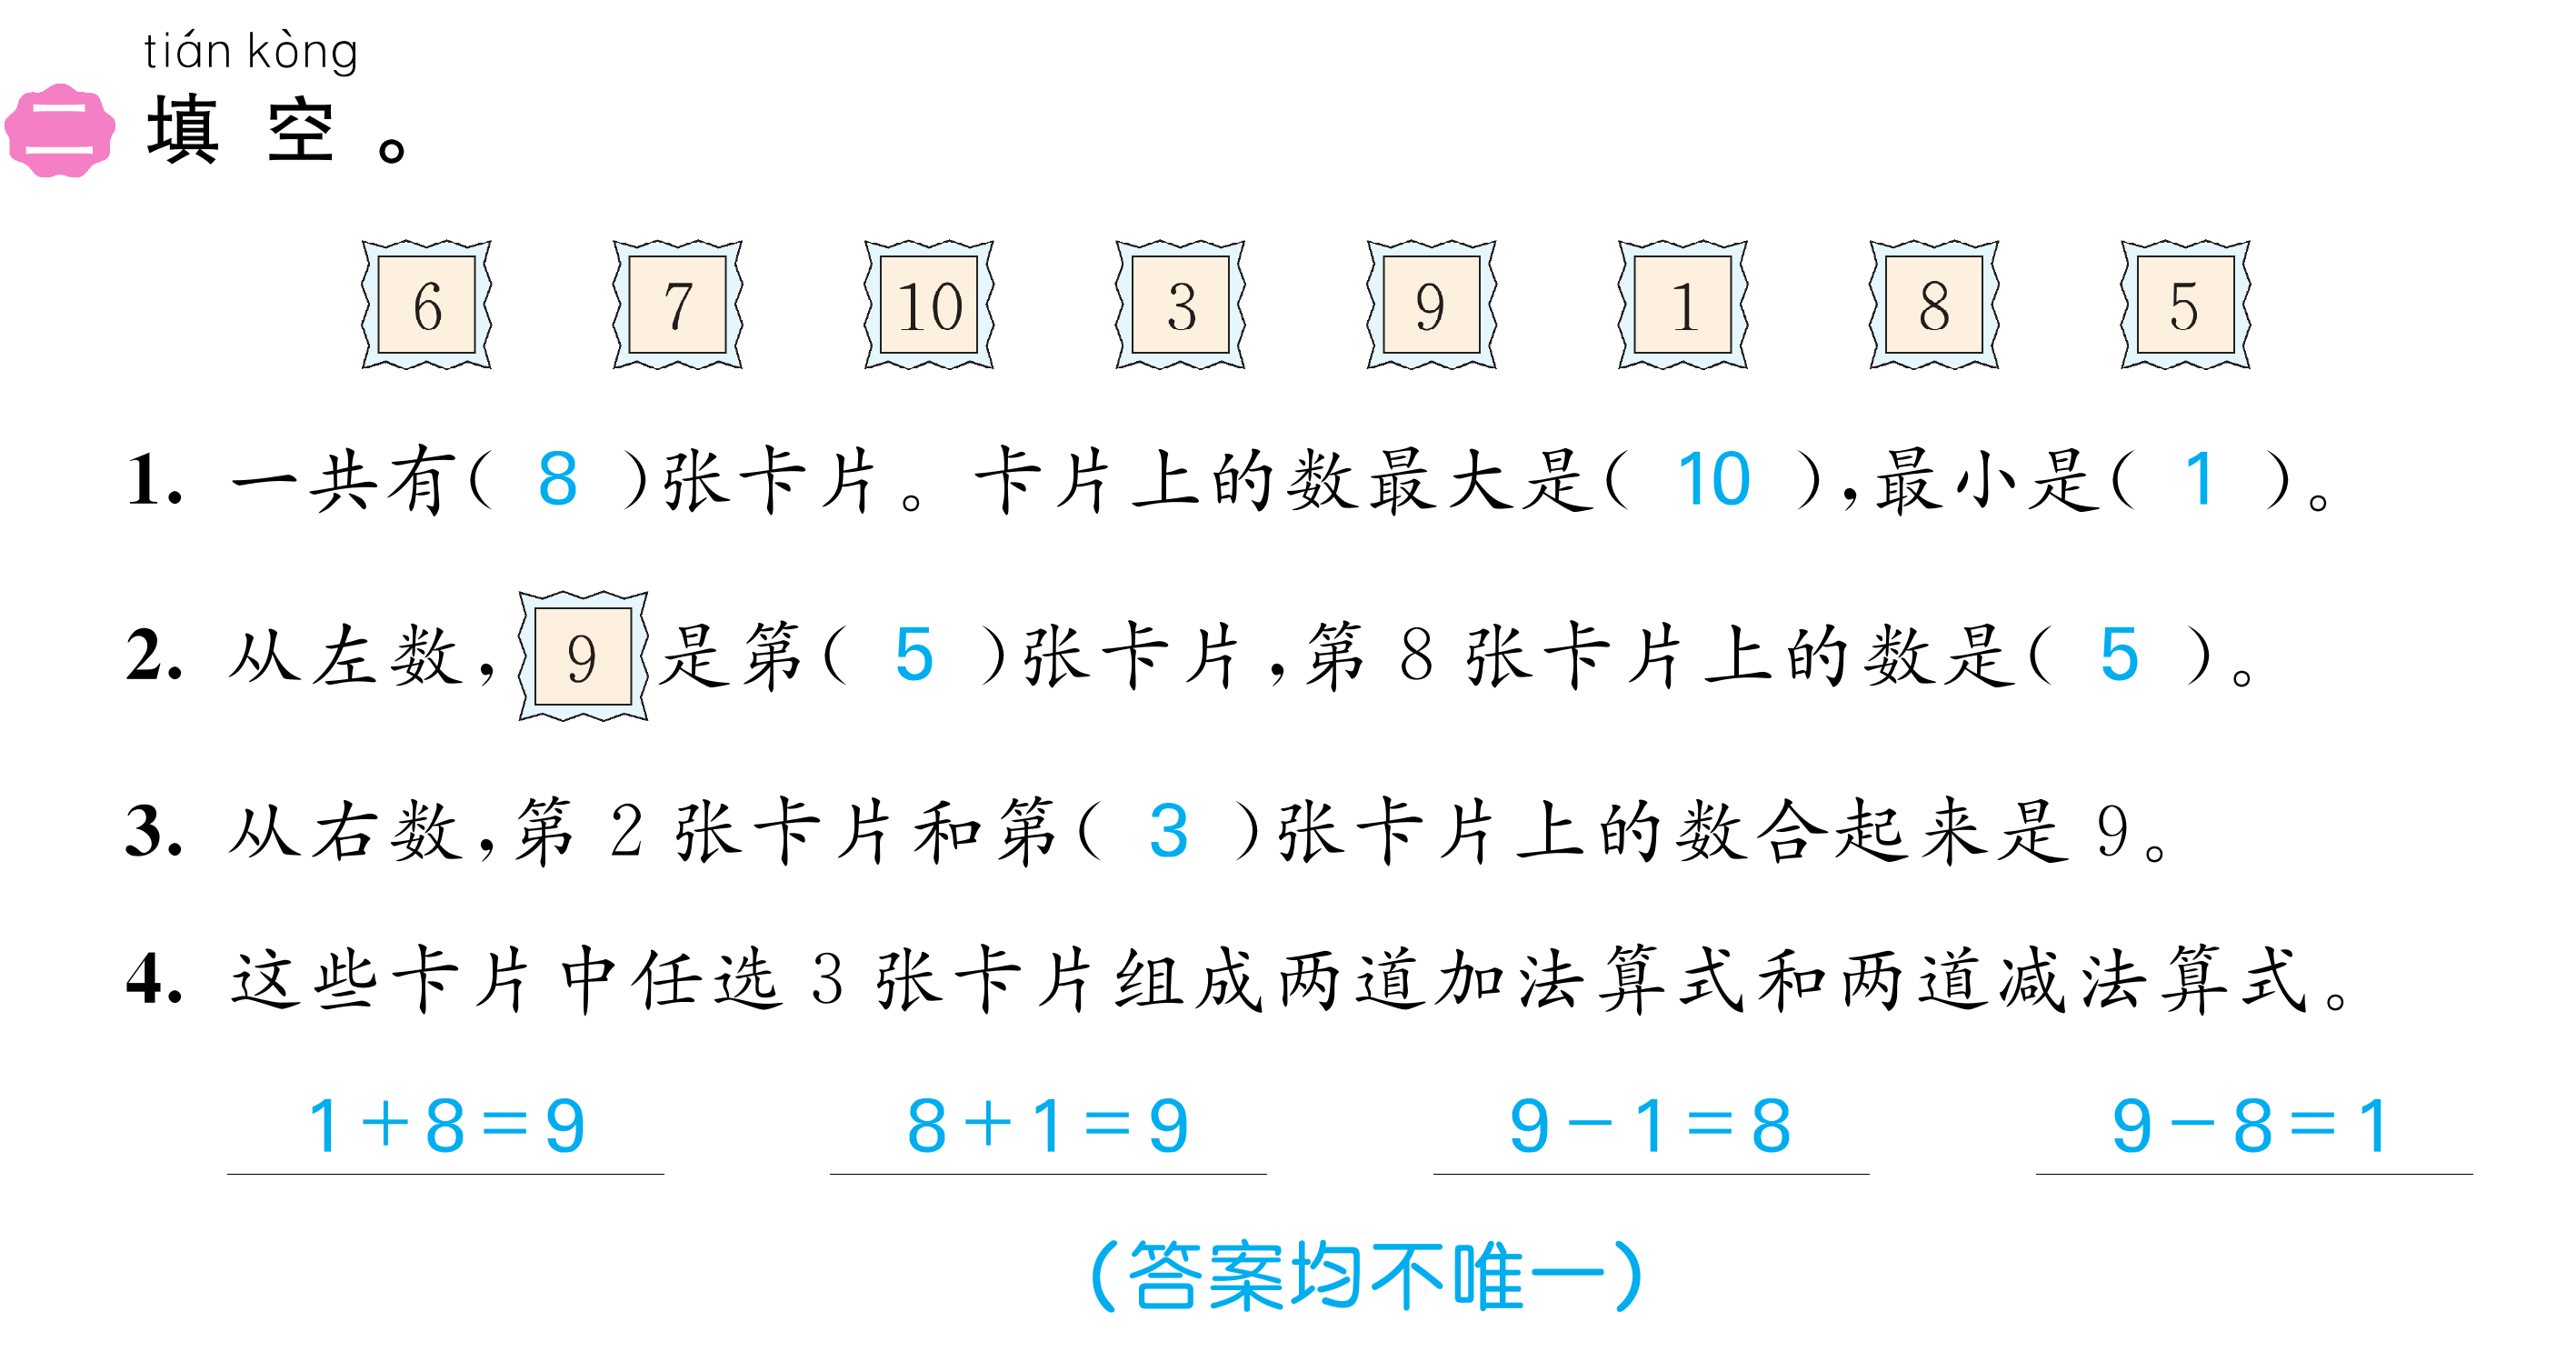 tián kòng
二 填 空 。
6 7 10 3 9 1 8 5
1. 一共有( 8 )张卡片。卡片上的数最大是( 10 ),最小是( 1 )。
2. 从左数, 9 是第( 5 )张卡片,第 8 张卡片上的数是( 5 )。
3. 从右数,第 2 张卡片和第( 3 )张卡片上的数合起来是 9。
4. 这些卡片中任选 3 张卡片组成两道加法算式和两道减法算式。
1+8=9 8+1=9 9-1=8 9-8=1
(答案均不唯一)